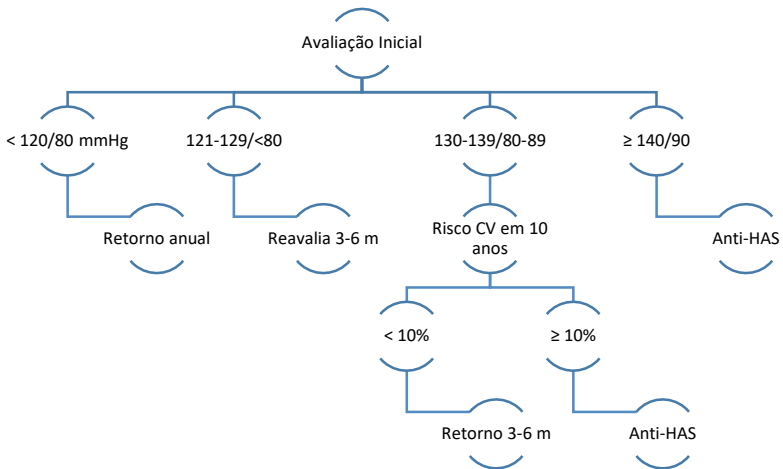 Avaliação Inicial
< 120/80 mmHg
121-129/<80
130-139/80-89
≥ 140/90
Retorno anual
Reavalia 3-6 m
Risco CV em 10
anos
Anti-HAS
< 10%
≥ 10%
Retorno 3-6 m
Anti-HAS